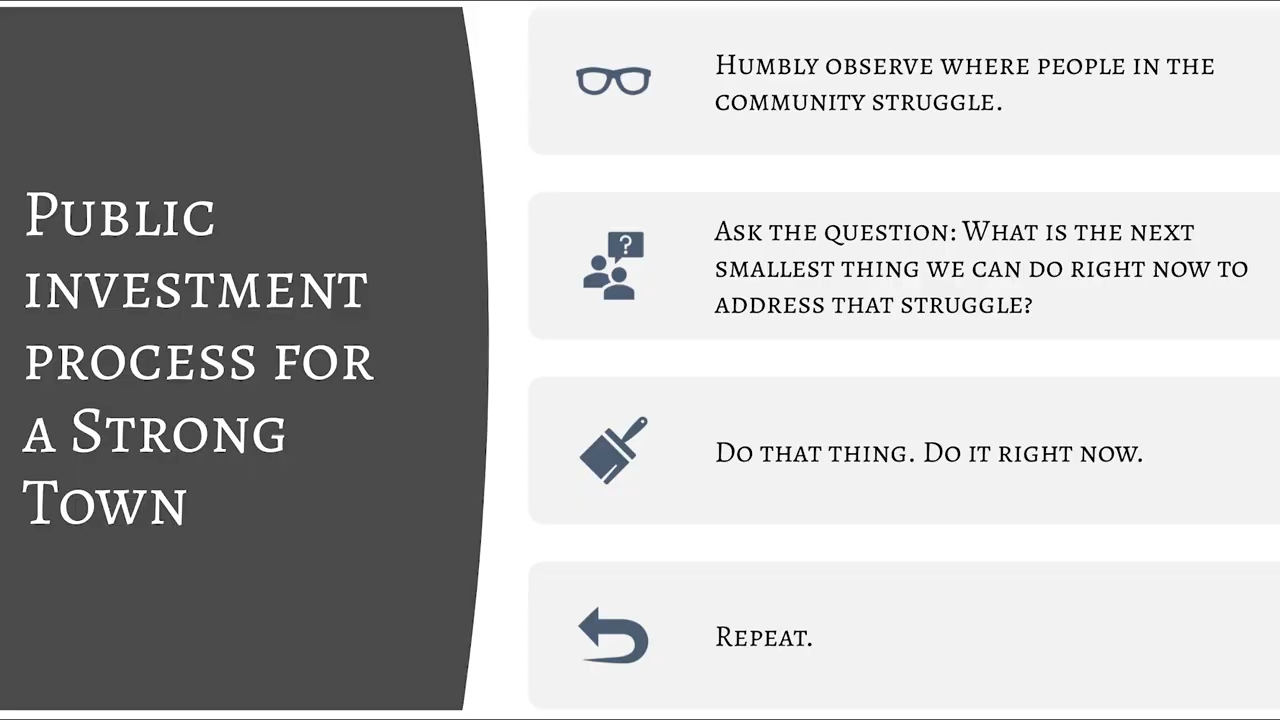 Public
investment
process for
a Strong
Town
Humbly observe where people in the
community struggle.
?
Ask the question: What is the next
smallest thing we can do right now to
address that struggle?
Do that thing. Do it right now.
Repeat.